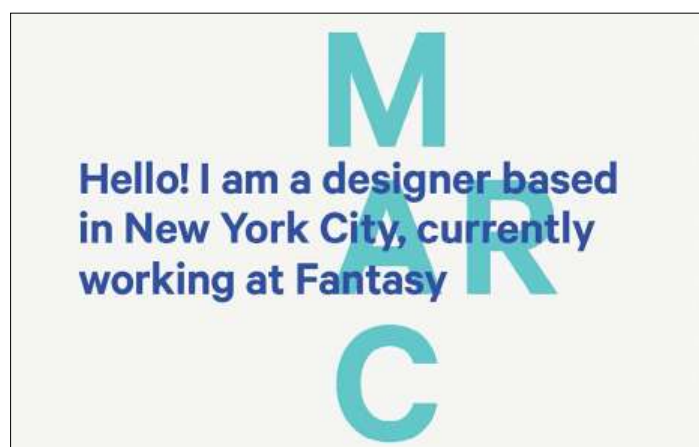 M
Hello! I am a designer based
in New York City, currently
working at Fantasy
AR
C